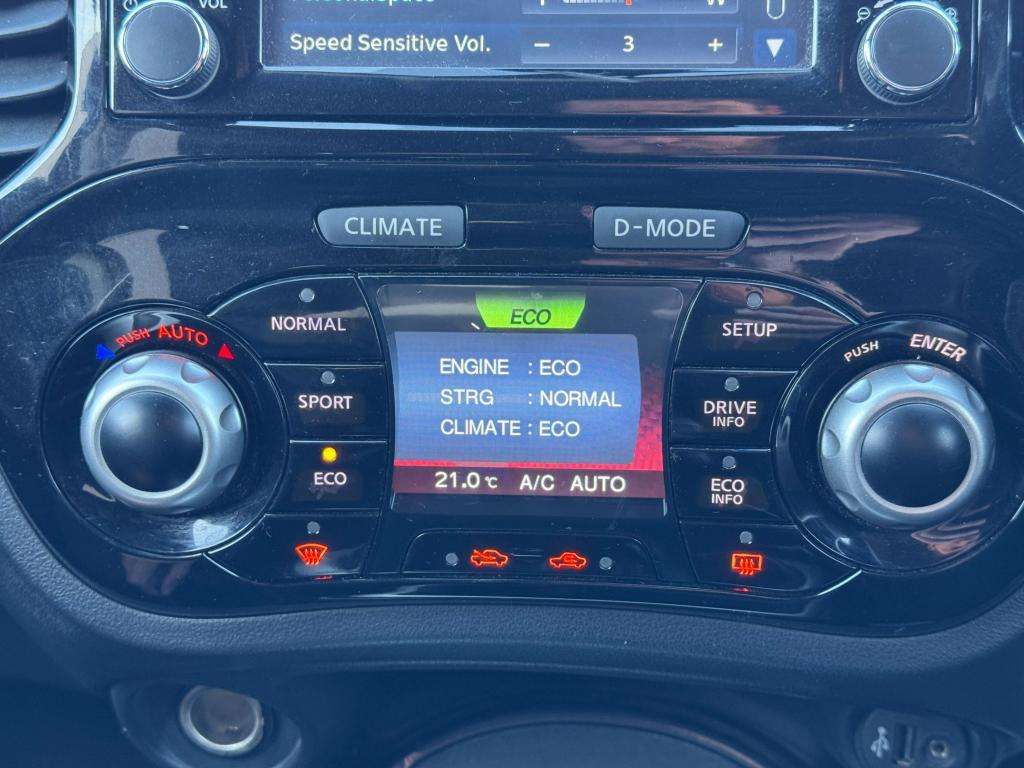 VOL
PersonalSpace
W
Speed Sensitive Vol. − 3 +
CLIMATE
D-MODE
PUSH AUTO
NORMAL
SPORT
ECO
ECO
ENGINE : ECO
STRG : NORMAL
CLIMATE : ECO
21.0 °C A/C AUTO
SETUP
DRIVE
INFO
ECO
INFO
PUSH ENTER